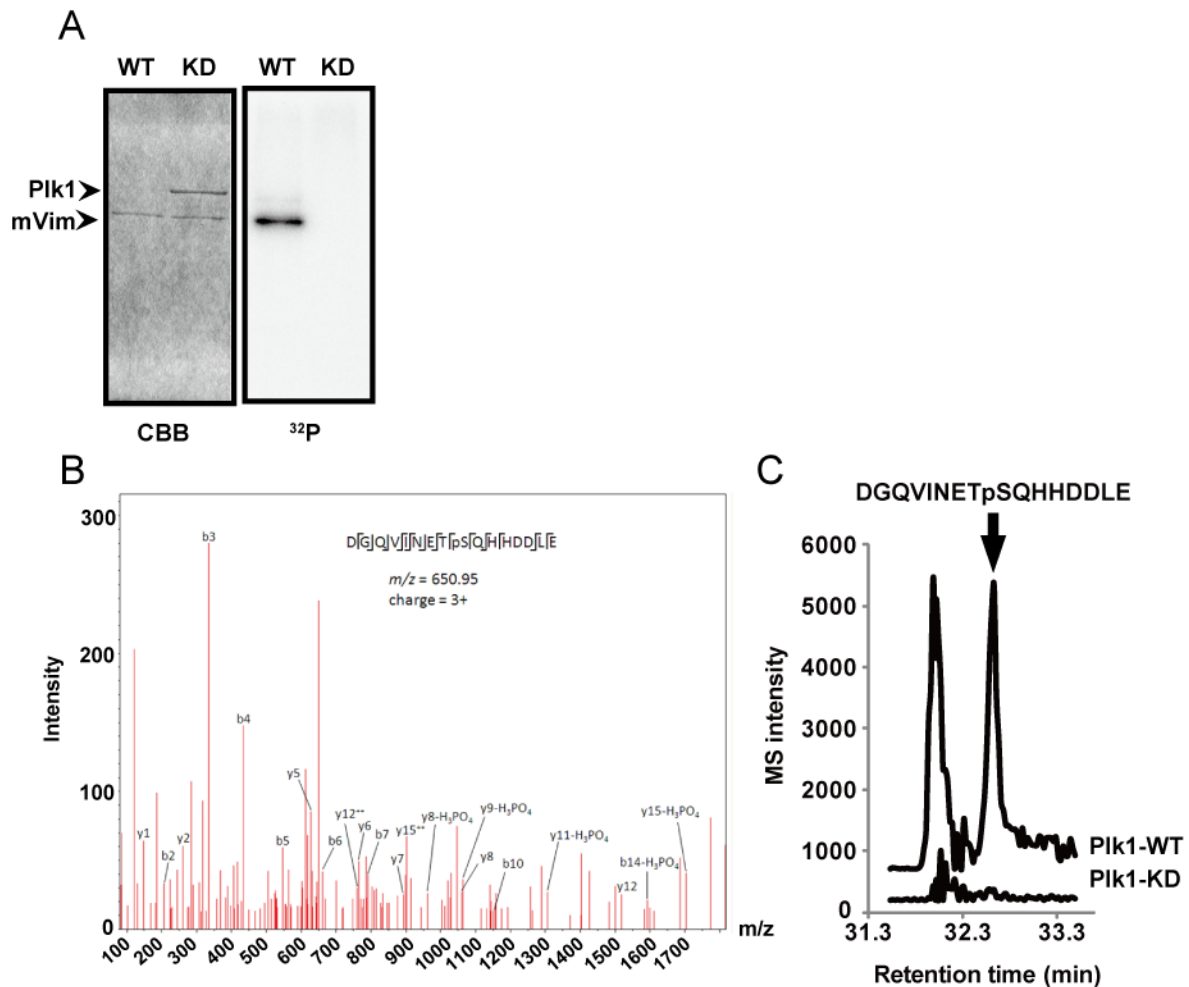 A
WT KD WT KD
Plk1
mVim
CBB ³²P
B
300
200
100
0
Intensity
DGQVINETpSQHHDDLE
m/z = 650.95
charge = 3+
b3
b4
y5
y12++
y6
b7
y15++
y8-H₃PO₄
y9-H₃PO₄
y11-H₃PO₄
y15-H₃PO₄
y1
b2
y2
b5
b6
y7
y8
b10
b14-H₃PO₄
y12
m/z
100 200 300 400 500 600 700 800 900 1000 1100 1200 1300 1400 1500 1600 1700
C
DGQVINETpSQHHDDLE
6000
5000
4000
3000
2000
1000
0
MS intensity
Plk1-WT
Plk1-KD
31.3 32.3 33.3
Retention time (min)